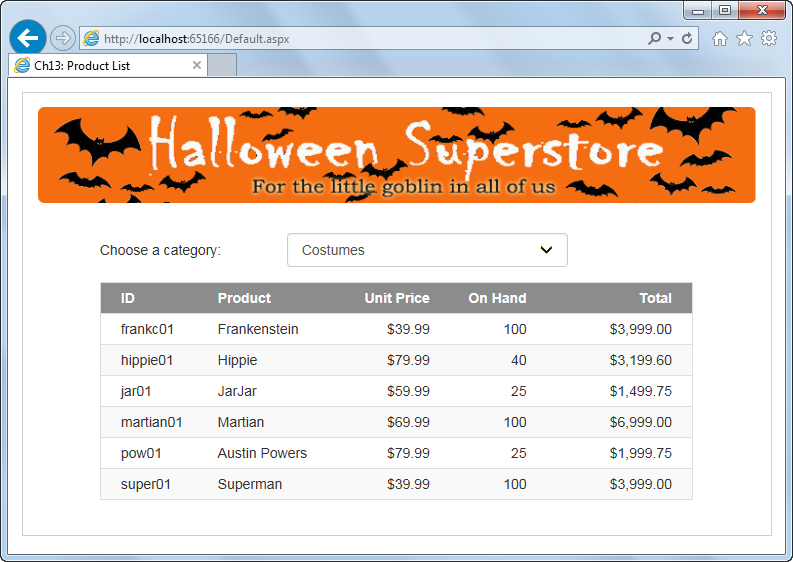 http://localhost:65166/Default.aspx
Ch13: Product List
Halloween Superstore
For the little goblin in all of us
Choose a category: Costumes
ID Product Unit Price On Hand Total
frankc01 Frankenstein $39.99 100 $3,999.00
hippie01 Hippie $79.99 40 $3,199.60
jar01 JarJar $59.99 25 $1,499.75
martian01 Martian $69.99 100 $6,999.00
pow01 Austin Powers $79.99 25 $1,999.75
super01 Superman $39.99 100 $3,999.00